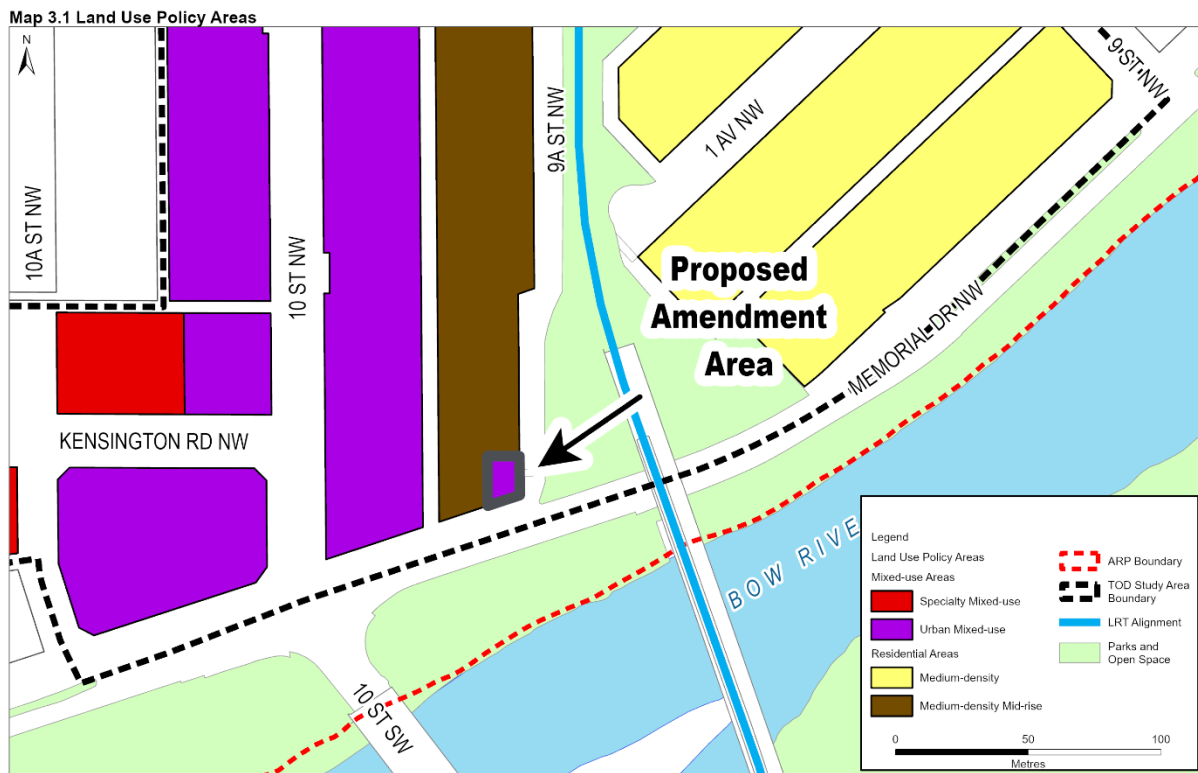 Map 3.1 Land Use Policy Areas
N
10A ST NW
10 ST NW
9A ST NW
1 AV NW
9 ST NW
Proposed
Amendment
Area
MEMORIAL DR NW
KENSINGTON RD NW
10 ST SW
BOW RIVE
Legend
Land Use Policy Areas
Mixed-use Areas
Specialty Mixed-use
Urban Mixed-use
Residential Areas
Medium-density
Medium-density Mid-rise
ARP Boundary
TOD Study Area
Boundary
LRT Alignment
Parks and
Open Space
0 50 100
Metres